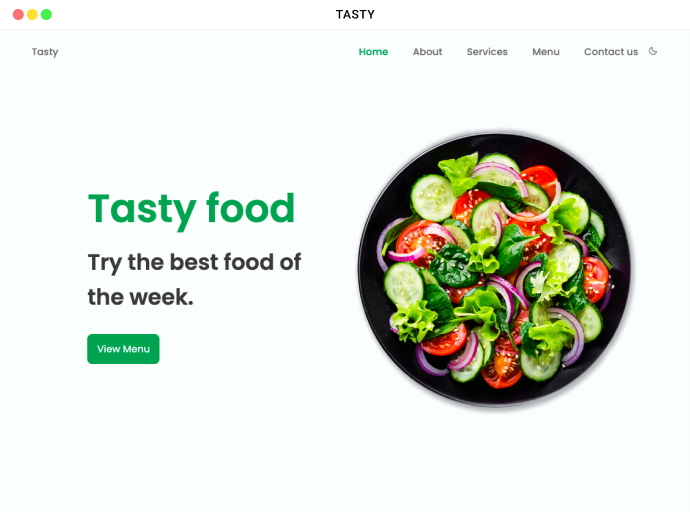 TASTY
Tasty
Home
About
Services
Menu
Contact us
Tasty food
Try the best food of
the week.
View Menu